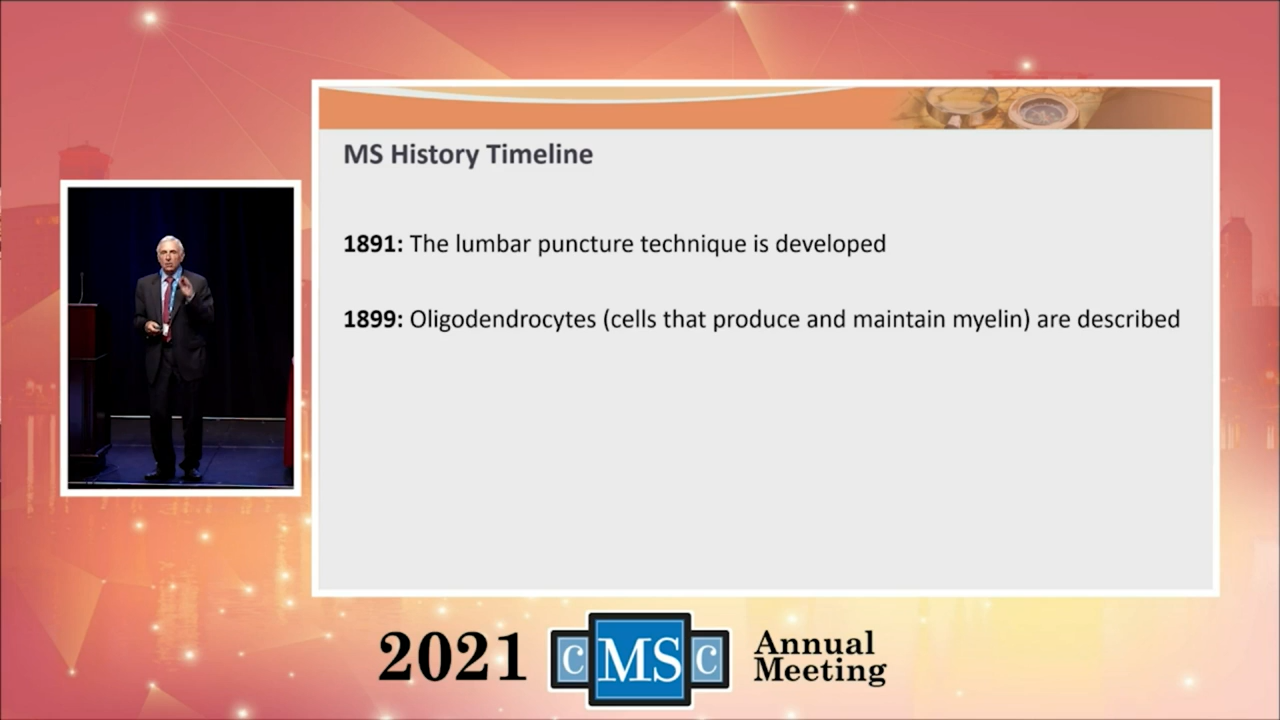 MS History Timeline
1891: The lumbar puncture technique is developed
1899: Oligodendrocytes (cells that produce and maintain myelin) are described
2021 CMSC Annual
Meeting